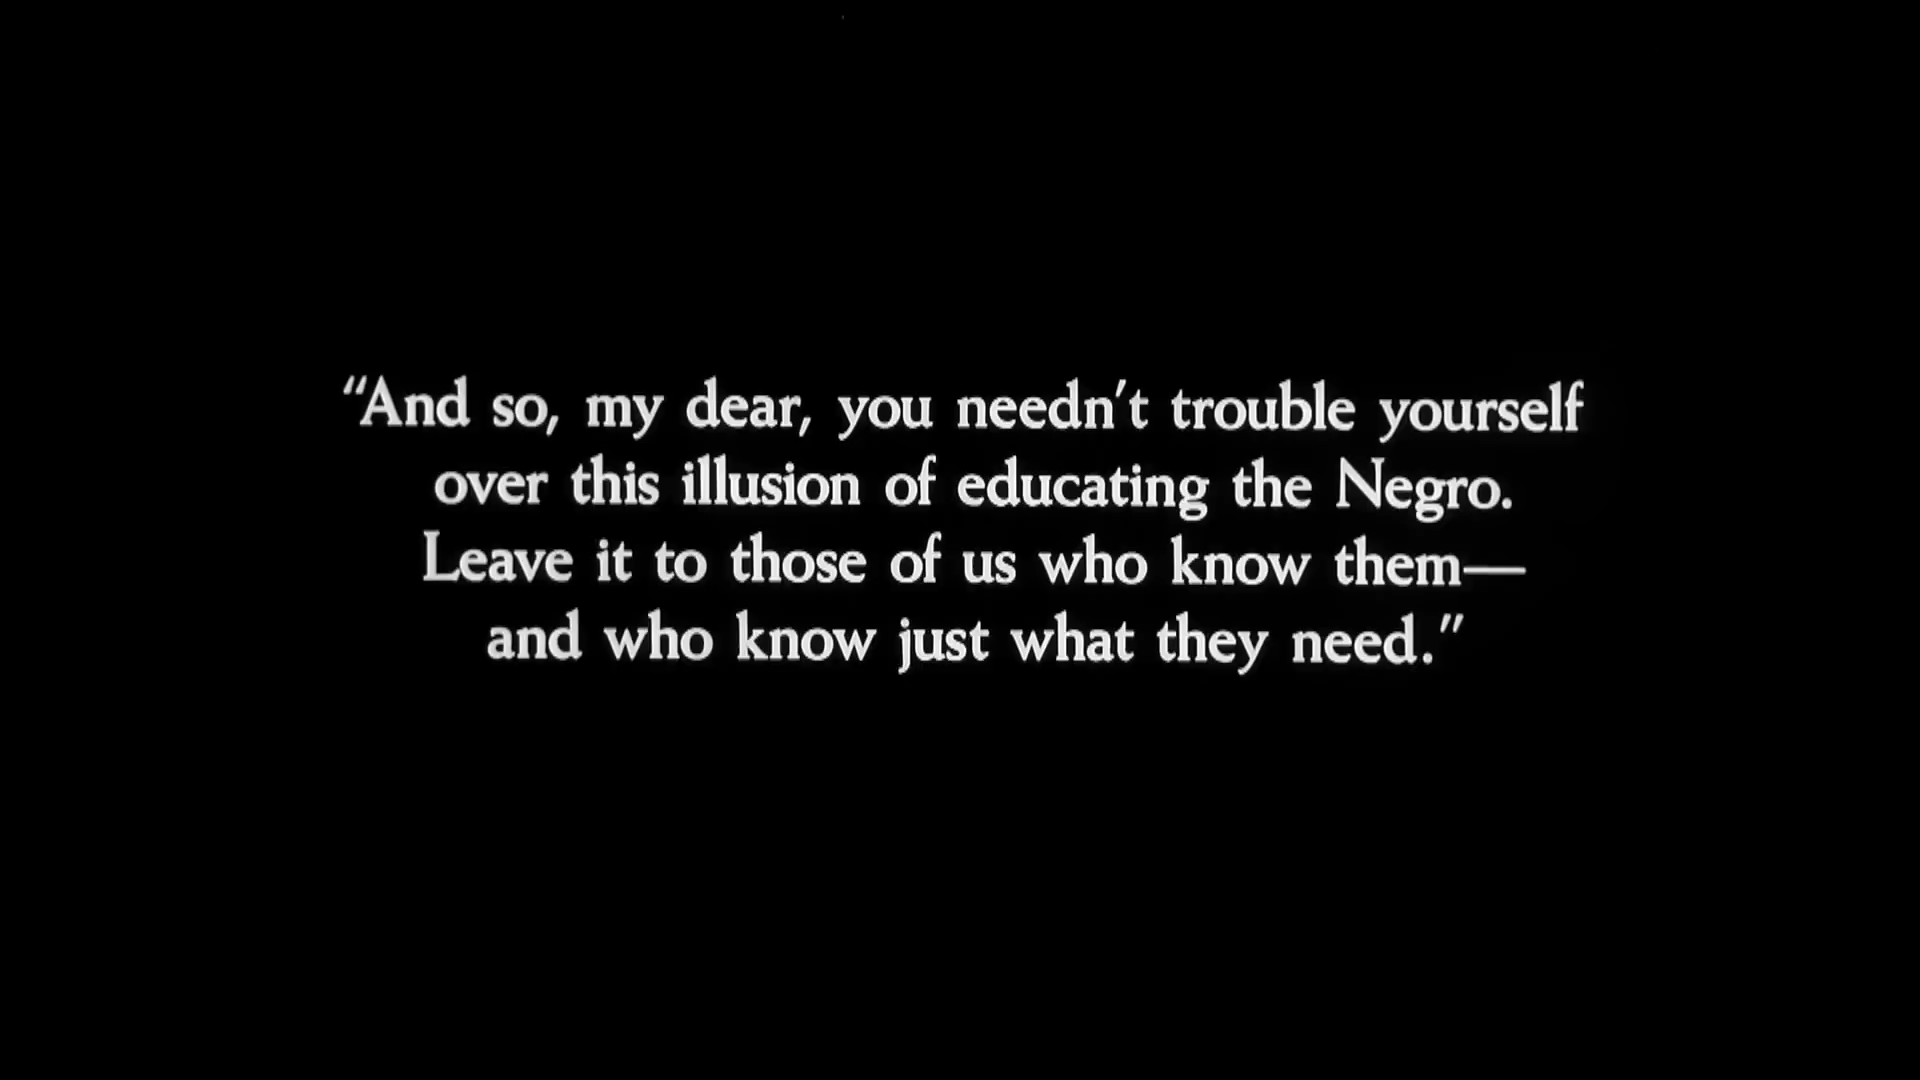 “And so, my dear, you needn’t trouble yourself
over this illusion of educating the Negro.
Leave it to those of us who know them—
and who know just what they need.”